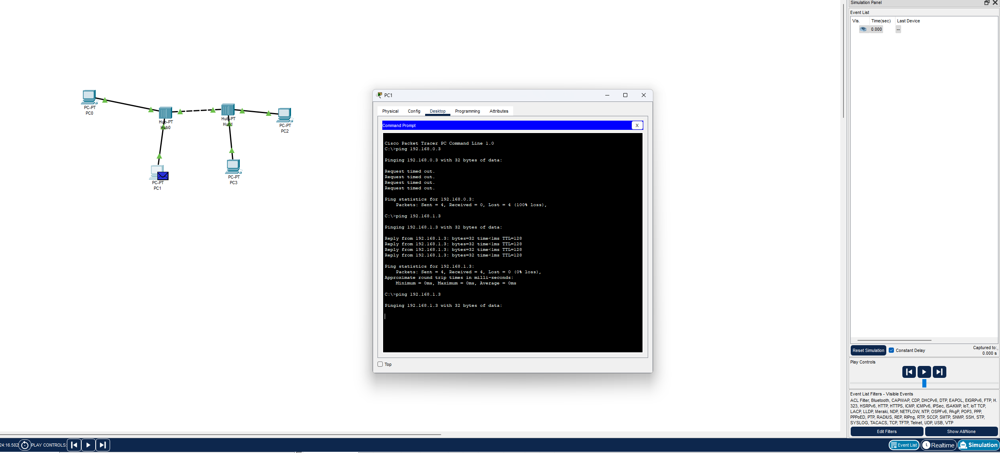 PC-PT
PC0
Hub-PT
Hub0
Hub-PT
Hub1
PC-PT
PC2
PC-PT
PC1
PC-PT
PC3
PC1
Physical Config Desktop Programming Attributes
Command Prompt X
Cisco Packet Tracer PC Command Line 1.0
C:\>ping 192.168.0.3
Pinging 192.168.0.3 with 32 bytes of data:
Request timed out.
Request timed out.
Request timed out.
Request timed out.
Ping statistics for 192.168.0.3:
Packets: Sent = 4, Received = 0, Lost = 4 (100% loss),
C:\>ping 192.168.1.3
Pinging 192.168.1.3 with 32 bytes of data:
Reply from 192.168.1.3: bytes=32 time<1ms TTL=128
Reply from 192.168.1.3: bytes=32 time<1ms TTL=128
Reply from 192.168.1.3: bytes=32 time<1ms TTL=128
Reply from 192.168.1.3: bytes=32 time<1ms TTL=128
Ping statistics for 192.168.1.3:
Packets: Sent = 4, Received = 4, Lost = 0 (0% loss),
Approximate round trip times in milli-seconds:
Minimum = 0ms, Maximum = 0ms, Average = 0ms
C:\>ping 192.168.1.3
Pinging 192.168.1.3 with 32 bytes of data:
Top
Simulation Panel
Event List
Vis. Time(sec) Last Device
0.000 --
Reset Simulation Constant Delay
Captured to:
0.000 s
Play Controls
Event List Filters - Visible Events
ACL Filter, Bluetooth, CAPWAP, CDP, DHCPv6, DTP, EAPOL, EIGRPv6, FTP, H.
323, HSRPv6, HTTP, HTTPS, ICMP, ICMPv6, IPSec, ISAKMP, IoT, IoT TCP,
LACP, LLDP, Meraki, NDP, NETFLOW, NTP, OSPFv6, PAgP, POP3, PPP,
PPPoED, PTP, RADIUS, REP, RIPng, RTP, SCCP, SMTP, SNMP, SSH, STP,
SYSLOG, TACACS, TCP, TFTP, Telnet, UDP, USB, VTP
Edit Filters Show All/None
24:16.502 PLAY CONTROLS:
Event List Realtime Simulation